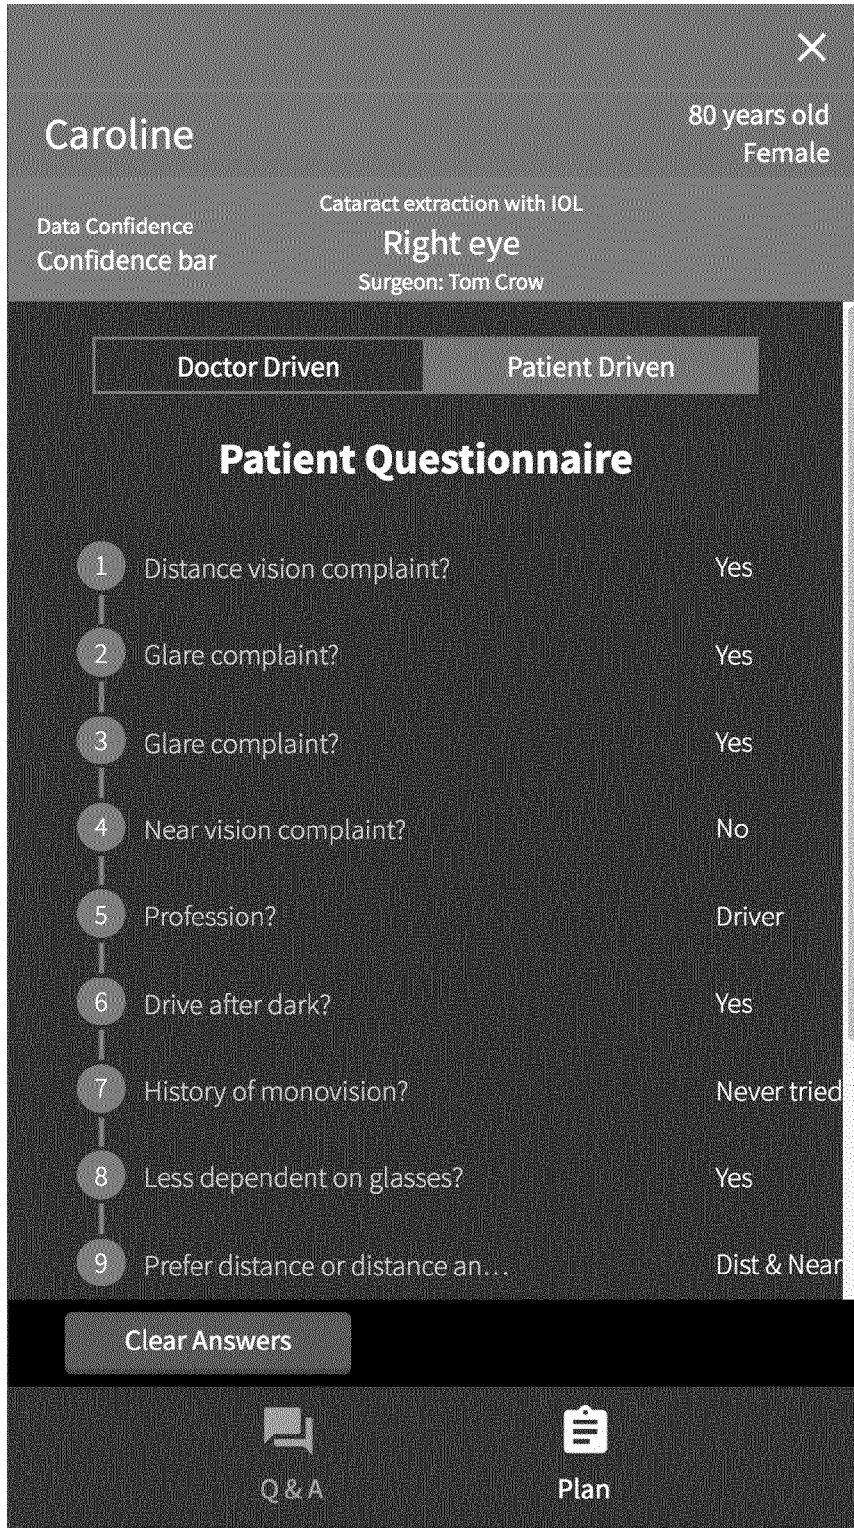 Caroline
80 years old
Female
Data Confidence
Confidence bar
Cataract extraction with IOL
Right eye
Surgeon: Tom Crow
Doctor Driven
Patient Driven
Patient Questionnaire
1 Distance vision complaint? Yes
2 Glare complaint? Yes
3 Glare complaint? Yes
4 Near vision complaint? No
5 Profession? Driver
6 Drive after dark? Yes
7 History of monovision? Never tried
8 Less dependent on glasses? Yes
9 Prefer distance or distance an... Dist & Near
Clear Answers
Q & A
Plan